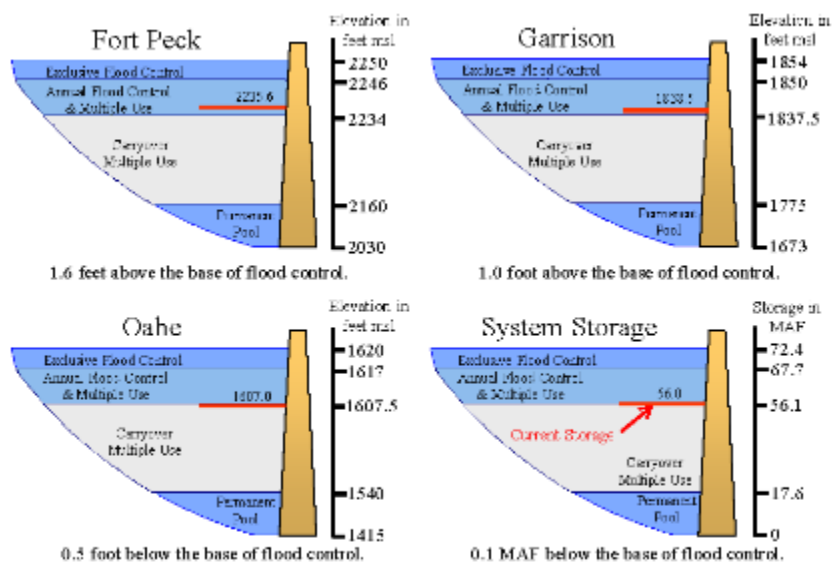 Fort Peck
Elevation in
feet msl
Exclusive Flood Control
Annual Flood Control
& Multiple Use
2235.6
Carryover
Multiple Use
Permanent
Pool
2250
2246
2234
2160
2030
1.6 feet above the base of flood control.
Garrison
Elevation in
feet msl
Exclusive Flood Control
Annual Flood Control
& Multiple Use
1838.5
Carryover
Multiple Use
Permanent
Pool
1854
1850
1837.5
1775
1673
1.0 foot above the base of flood control.
Oahe
Elevation in
feet msl
Exclusive Flood Control
Annual Flood Control
& Multiple Use
1607.0
Carryover
Multiple Use
Permanent
Pool
1620
1617
1607.5
1540
1415
0.5 foot below the base of flood control.
System Storage
Storage in
MAF
Exclusive Flood Control
Annual Flood Control
& Multiple Use
56.0
Current Storage
Carryover
Multiple Use
Permanent
Pool
72.4
67.7
56.1
17.6
0
0.1 MAF below the base of flood control.